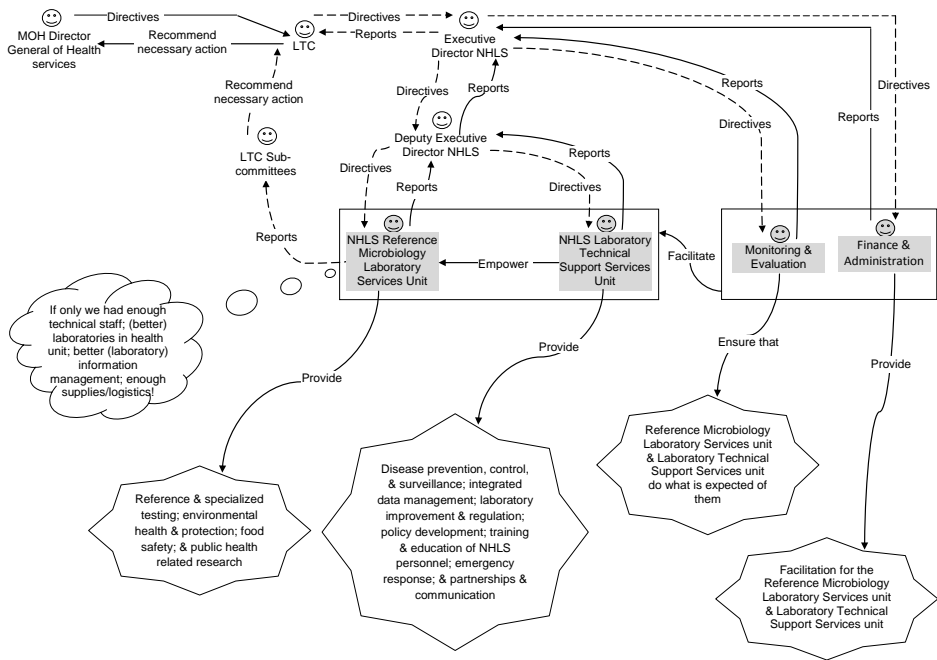 Directives
MOH Director
General of Health
services
Recommend
necessary action
LTC
Directives
Reports
Executive
Director NHLS
Directives
Recommend
necessary action
Directives
Reports
Reports
Directives
Reports
Deputy Executive
Director NHLS
LTC Sub-
committees
Directives
Reports
Reports
Directives
Reports
NHLS Reference
Microbiology
Laboratory
Services Unit
Empower
NHLS Laboratory
Technical
Support Services
Unit
Facilitate
Monitoring &
Evaluation
Finance &
Administration
If only we had enough
technical staff; (better)
laboratories in health
unit; better (laboratory)
information
management; enough
supplies/logistics!
Provide
Provide
Ensure that
Provide
Reference & specialized
testing; environmental
health & protection; food
safety; & public health
related research
Disease prevention, control,
& surveillance; integrated
data management; laboratory
improvement & regulation;
policy development; training
& education of NHLS
personnel; emergency
response; & partnerships &
communication
Reference Microbiology
Laboratory Services unit
& Laboratory Technical
Support Services unit
do what is expected of
them
Facilitation for the
Reference Microbiology
Laboratory Services unit
& Laboratory Technical
Support Services unit